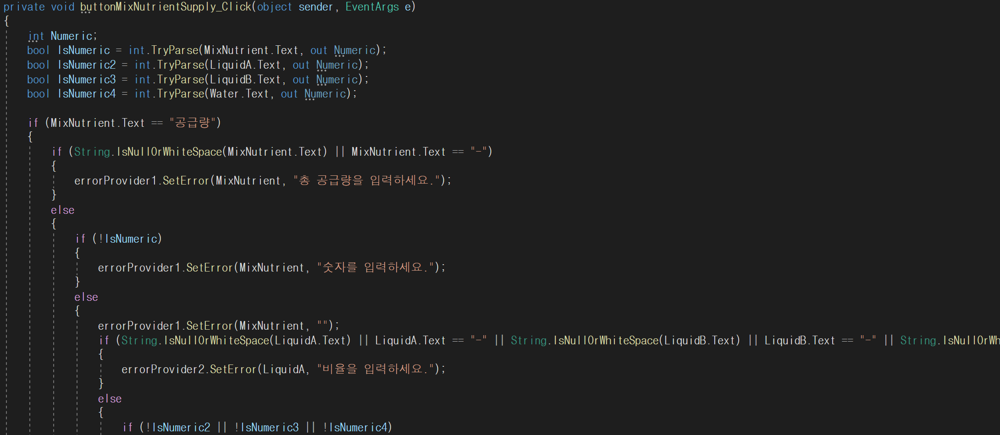 private void buttonMixNutrientSupply_Click(object sender, EventArgs e)
{
int Numeric;
bool IsNumeric = int.TryParse(MixNutrient.Text, out Numeric);
bool IsNumeric2 = int.TryParse(LiquidA.Text, out Numeric);
bool IsNumeric3 = int.TryParse(LiquidB.Text, out Numeric);
bool IsNumeric4 = int.TryParse(Water.Text, out Numeric);
if (MixNutrient.Text == "공급량")
{
if (String.IsNullOrWhiteSpace(MixNutrient.Text) || MixNutrient.Text == "-")
{
errorProvider1.SetError(MixNutrient, "총 공급량을 입력하세요.");
}
else
{
if (!IsNumeric)
{
errorProvider1.SetError(MixNutrient, "숫자를 입력하세요.");
}
else
{
errorProvider1.SetError(MixNutrient, "");
if (String.IsNullOrWhiteSpace(LiquidA.Text) || LiquidA.Text == "-" || String.IsNullOrWhiteSpace(LiquidB.Text) || LiquidB.Text == "-" || String.IsNullOrWh
{
errorProvider2.SetError(LiquidA, "비율을 입력하세요.");
}
else
{
if (!IsNumeric2 || !IsNumeric3 || !IsNumeric4)